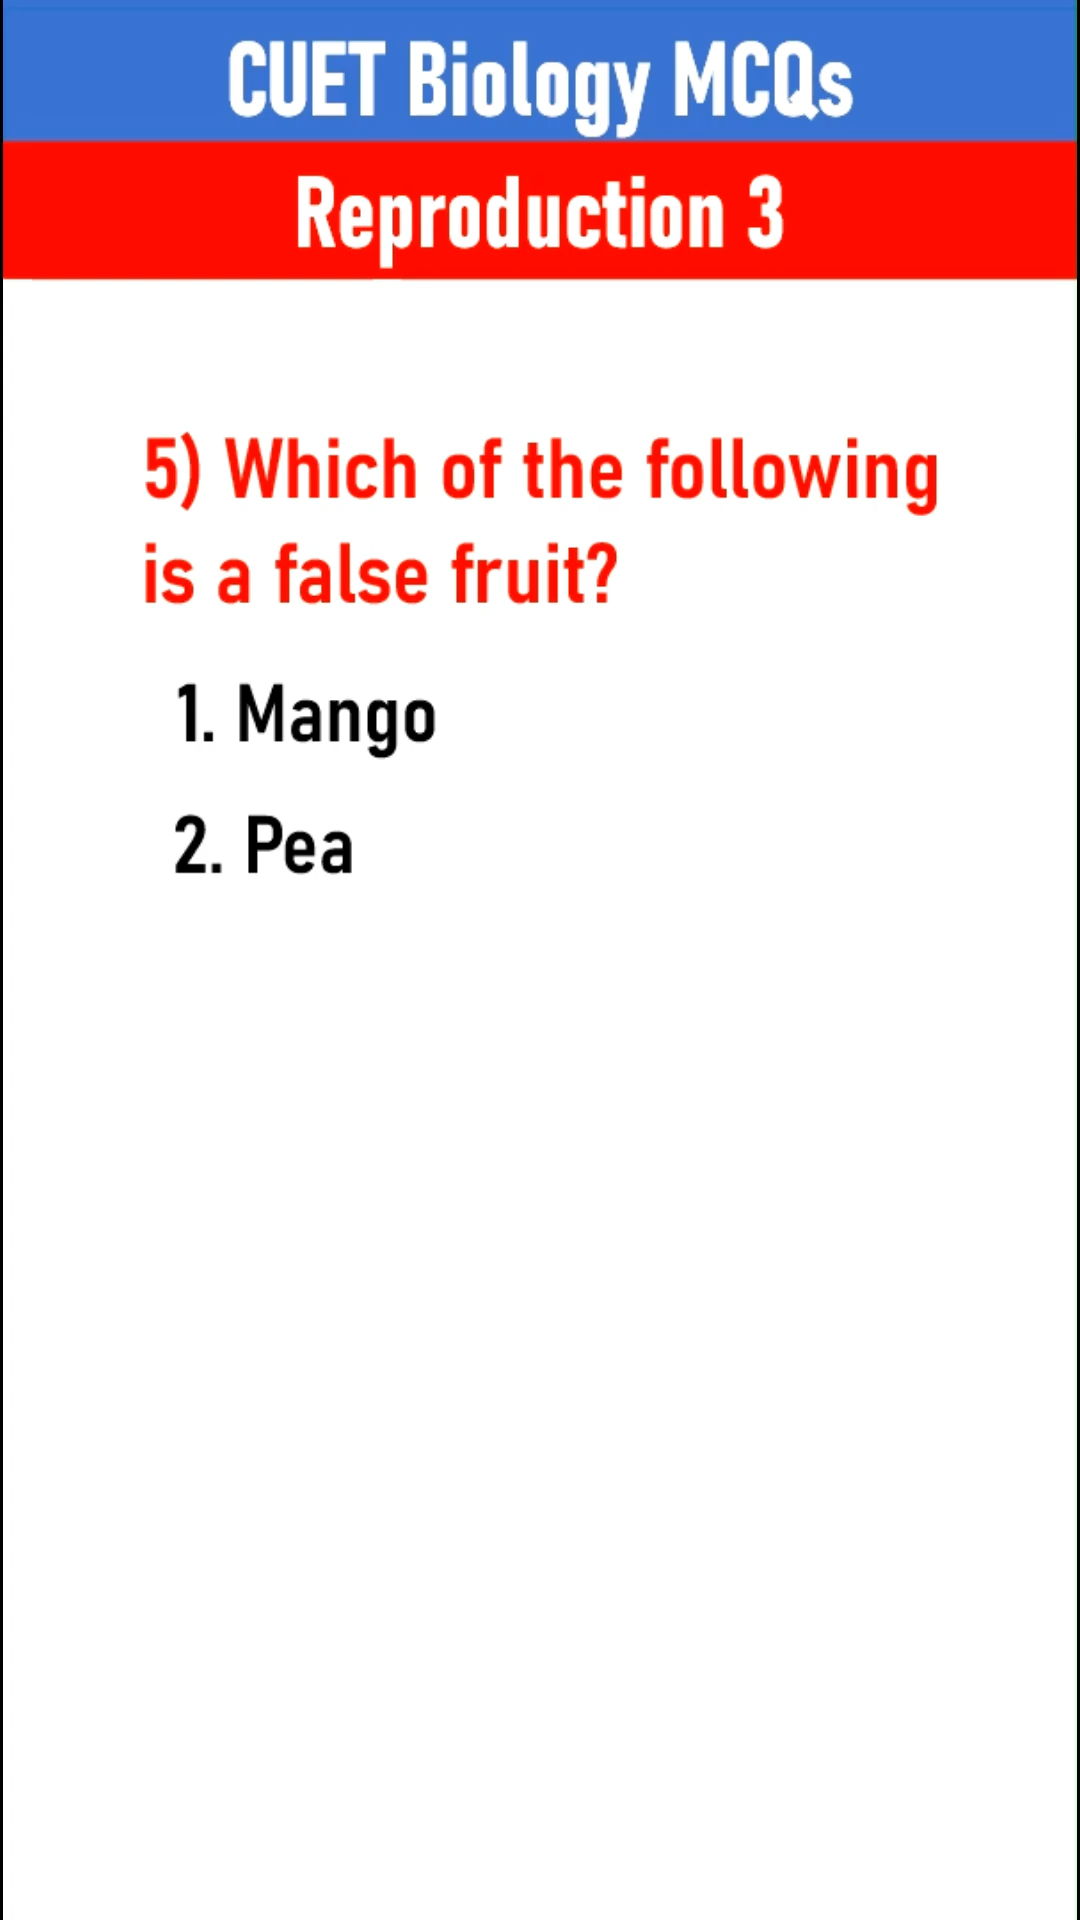 CUET Biology MCQs
Reproduction 3
5) Which of the following
is a false fruit?
1. Mango
2. Pea